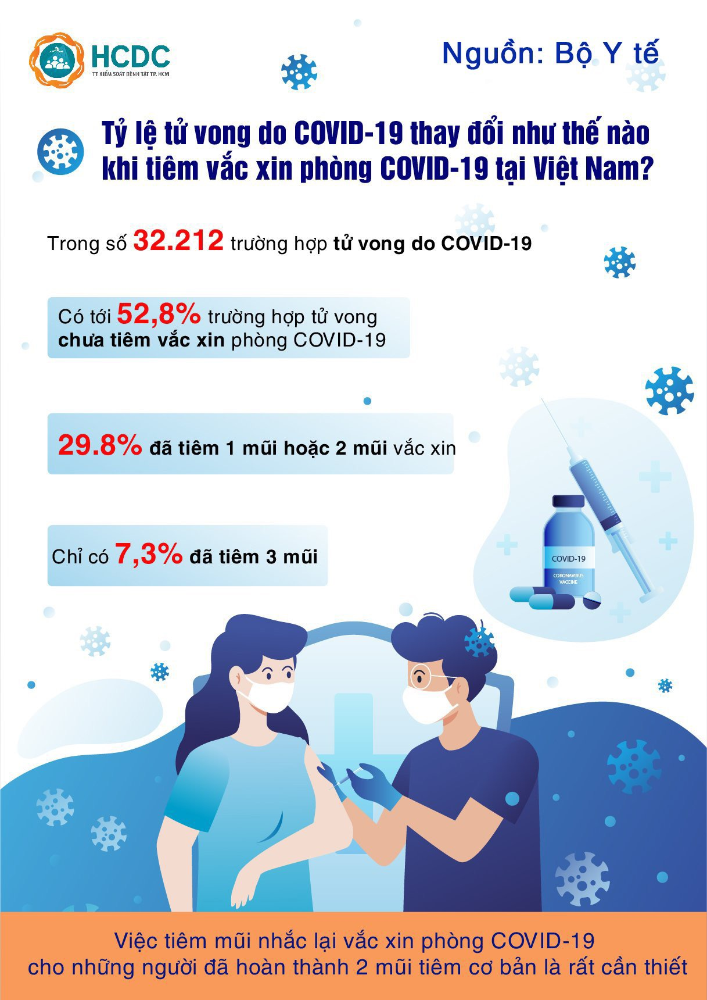 HCDC
TT KIỂM SOÁT BỆNH TẬT TP. HCM
Nguồn: Bộ Y tế
Tỷ lệ tử vong do COVID-19 thay đổi như thế nào
khi tiêm vắc xin phòng COVID-19 tại Việt Nam?
Trong số 32.212 trường hợp tử vong do COVID-19
Có tới 52,8% trường hợp tử vong
chưa tiêm vắc xin phòng COVID-19
29.8% đã tiêm 1 mũi hoặc 2 mũi vắc xin
Chỉ có 7,3% đã tiêm 3 mũi
COVID-19
CORONAVIRUS
VACCINE
Việc tiêm mũi nhắc lại vắc xin phòng COVID-19
cho những người đã hoàn thành 2 mũi tiêm cơ bản là rất cần thiết